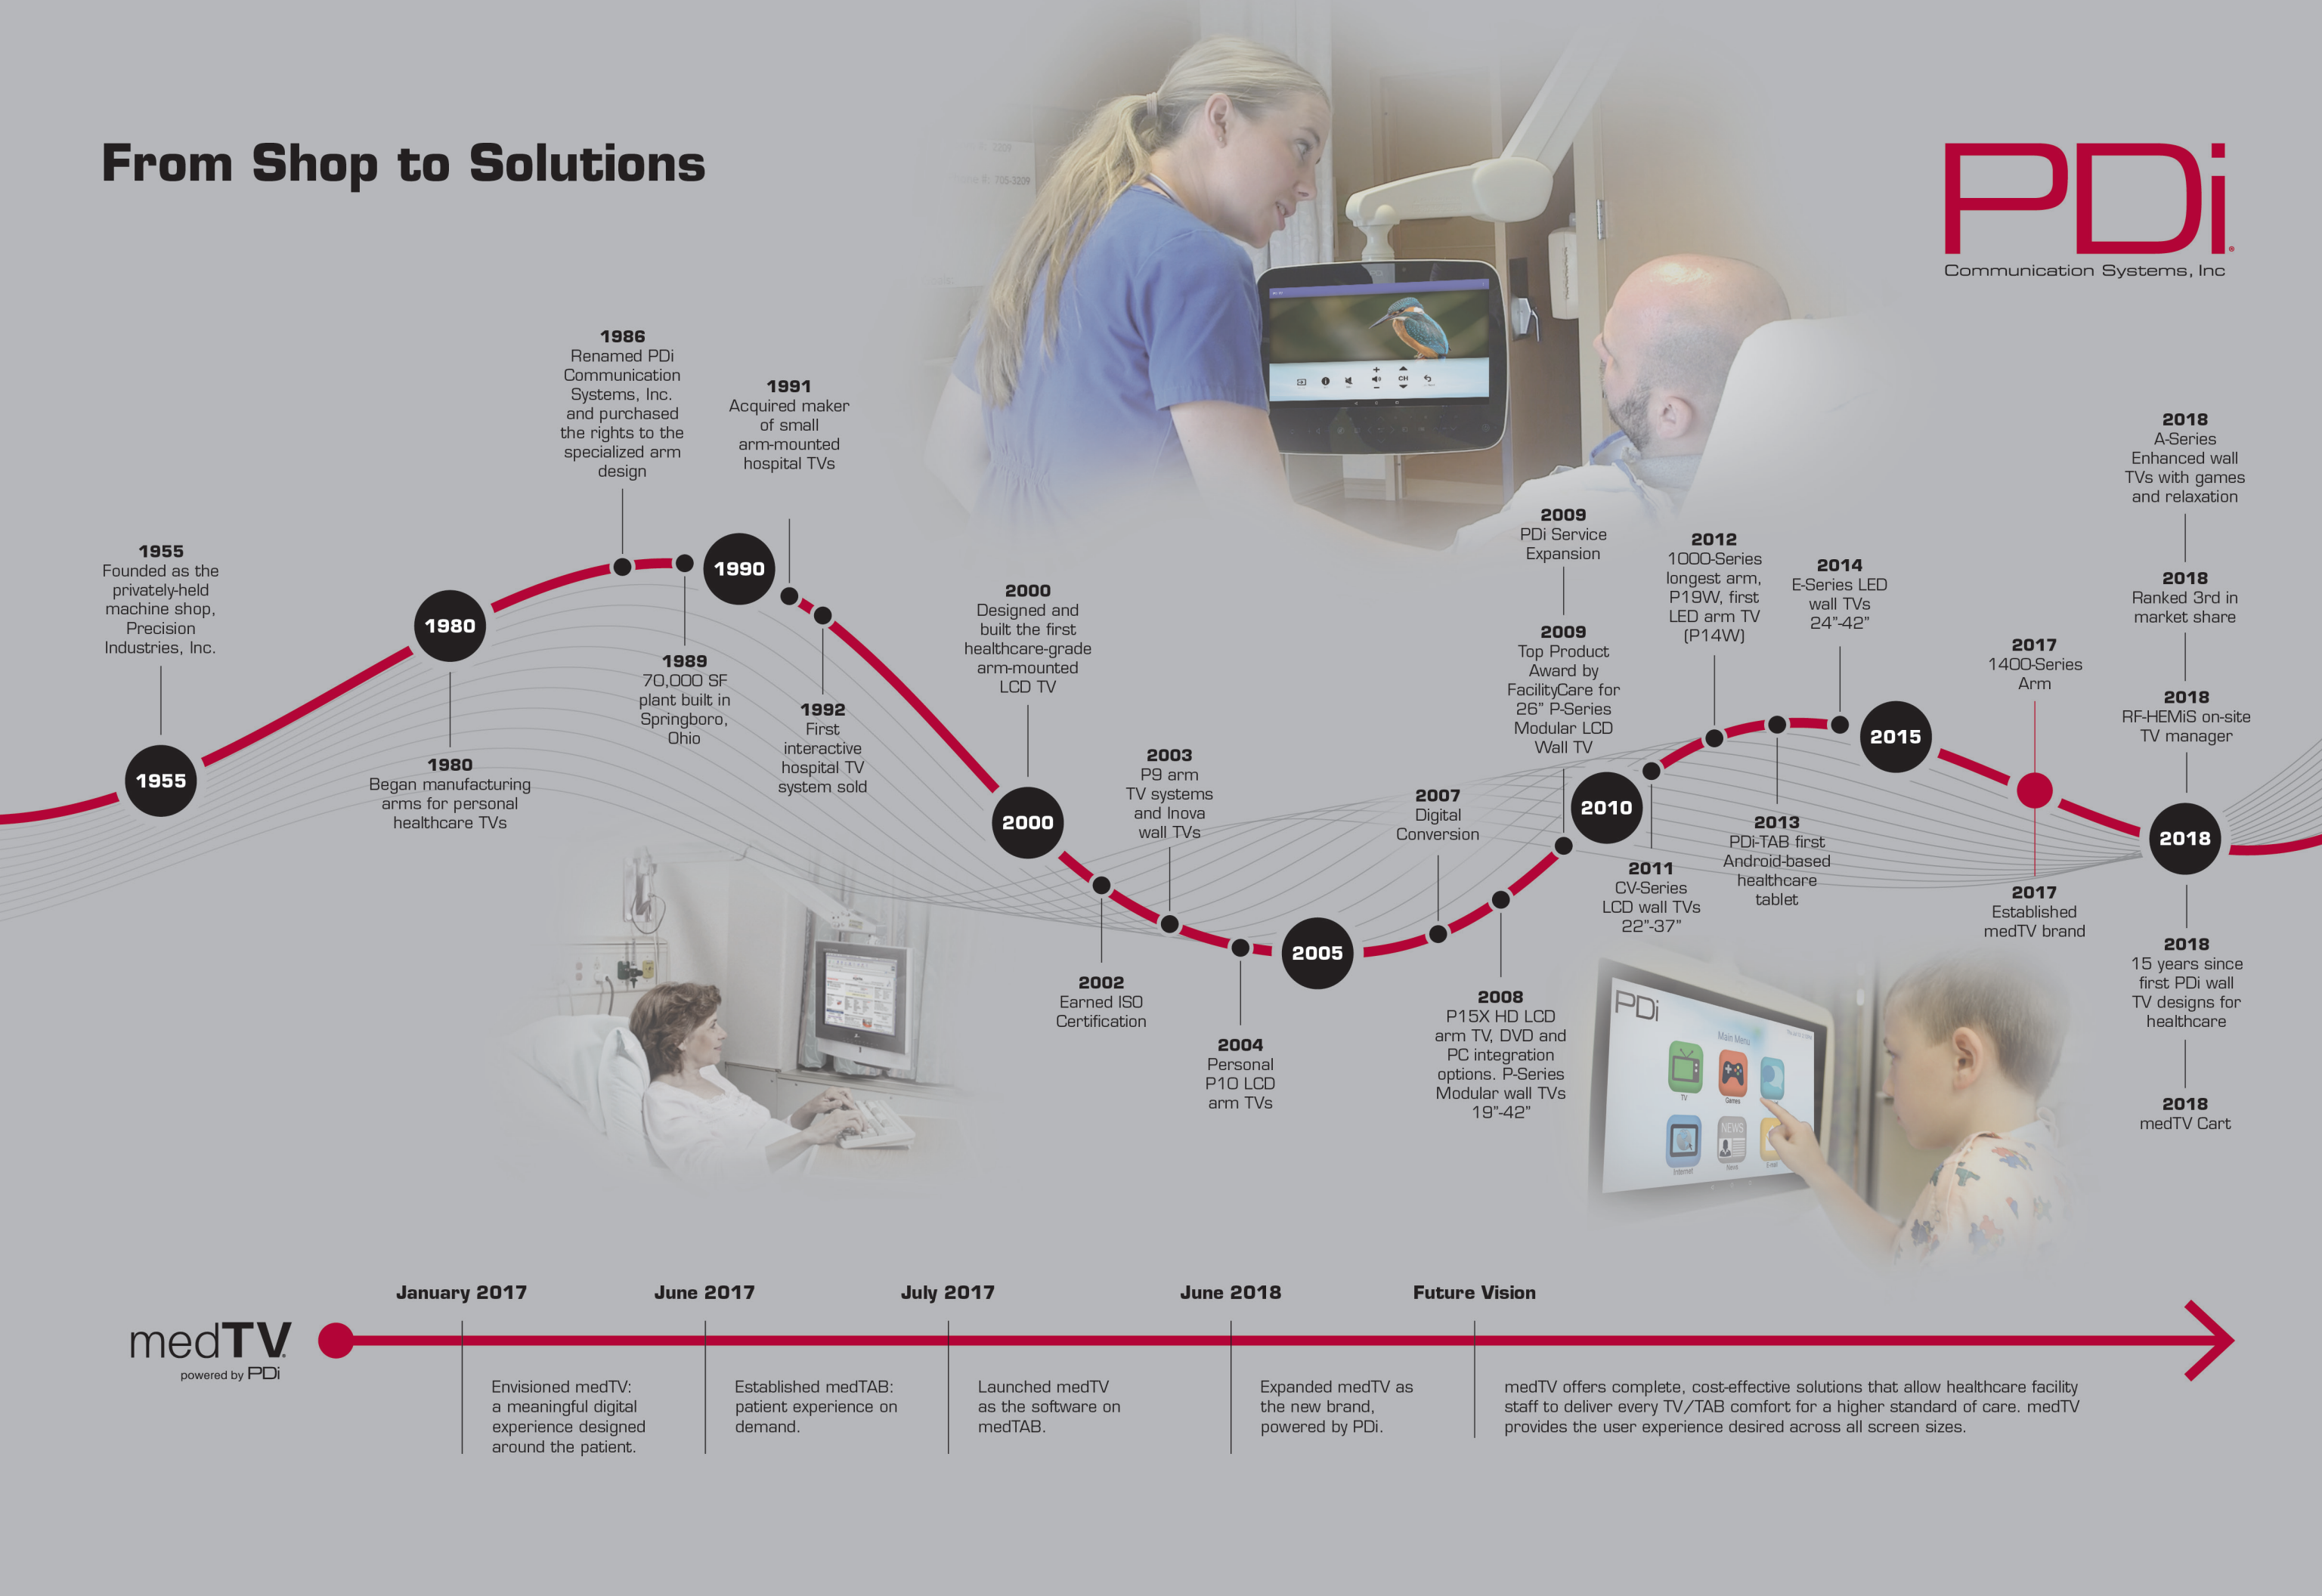 From Shop to Solutions
PDi®
Communication Systems, Inc
3209
705-3209
1955
Founded as the
privately-held
machine shop,
Precision
Industries, Inc.
1955
1980
1980
Began manufacturing
arms for personal
healthcare TVs
1986
Renamed PDi
Communication
Systems, Inc.
and purchased
the rights to the
specialized arm
design
1989
70,000 SF
plant built in
Springboro,
Ohio
1990
1991
Acquired maker
of small
arm-mounted
hospital TVs
1992
First
interactive
hospital TV
system sold
2000
Designed and
built the first
healthcare-grade
arm-mounted
LCD TV
2000
2002
Earned ISO
Certification
2003
P9 arm
TV systems
and Inova
wall TVs
2004
Personal
P10 LCD
arm TVs
2005
2007
Digital
Conversion
2008
P15X HD LCD
arm TV, DVD and
PC integration
options. P-Series
Modular wall TVs
19”-42”
2009
PDi Service
Expansion
2009
Top Product
Award by
FacilityCare for
26” P-Series
Modular LCD
Wall TV
2010
2011
CV-Series
LCD wall TVs
22”-37”
2012
1000-Series
longest arm,
P19W, first
LED arm TV
(P14W)
2013
PDi-TAB first
Android-based
healthcare
tablet
2014
E-Series LED
wall TVs
24”-42”
2015
2017
1400-Series
Arm
2017
Established
medTV brand
2018
A-Series
Enhanced wall
TVs with games
and relaxation
2018
Ranked 3rd in
market share
2018
RF-HEMiS on-site
TV manager
2018
2018
15 years since
first PDi wall
TV designs for
healthcare
2018
medTV Cart
CH
PDi
Main Menu
TV
Games
Internet
NEWS
News
E-mail
medTV
powered by PDi
January 2017
Envisioned medTV:
a meaningful digital
experience designed
around the patient.
June 2017
Established medTAB:
patient experience on
demand.
July 2017
Launched medTV
as the software on
medTAB.
June 2018
Expanded medTV as
the new brand,
powered by PDi.
Future Vision
medTV offers complete, cost-effective solutions that allow healthcare facility
staff to deliver every TV/TAB comfort for a higher standard of care. medTV
provides the user experience desired across all screen sizes.